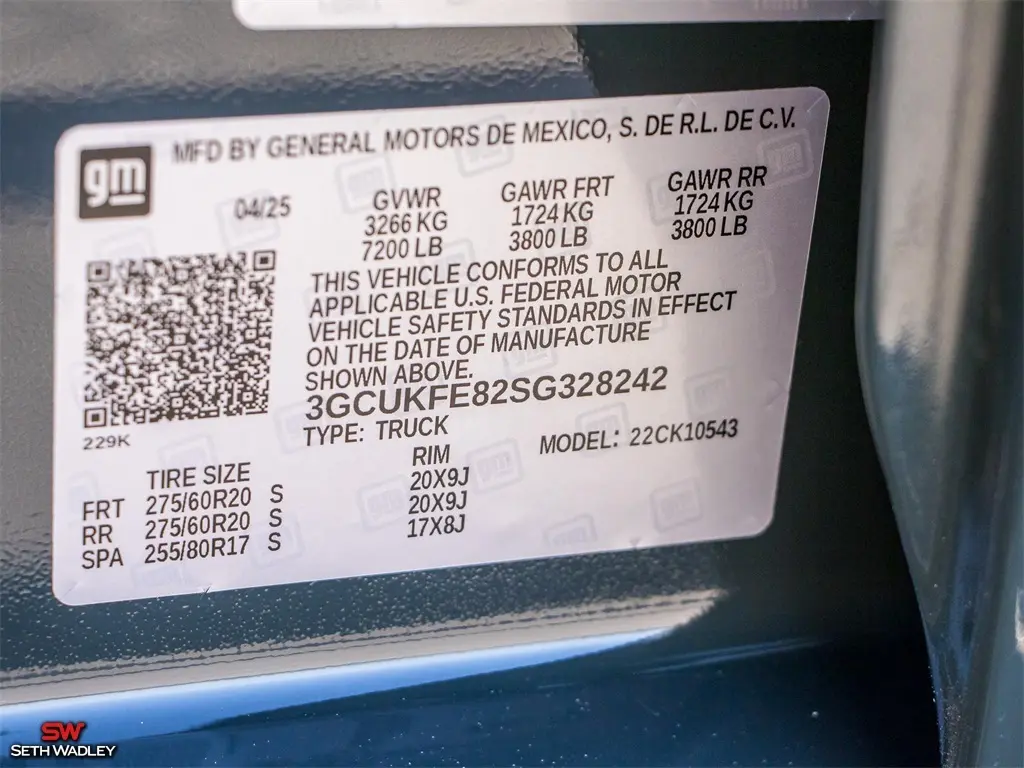 gm
MFD BY GENERAL MOTORS DE MEXICO, S. DE R.L. DE C.V.
04/25
GVWR
3266 KG
7200 LB
GAWR FRT
1724 KG
3800 LB
GAWR RR
1724 KG
3800 LB
THIS VEHICLE CONFORMS TO ALL
APPLICABLE U.S. FEDERAL MOTOR
VEHICLE SAFETY STANDARDS IN EFFECT
ON THE DATE OF MANUFACTURE
SHOWN ABOVE.
3GCUKFE82SG328242
229K
TYPE: TRUCK
MODEL: 22CK10543
TIRE SIZE RIM
FRT 275/60R20 S 20X9J
RR 275/60R20 S 20X9J
SPA 255/80R17 S 17X8J
SW
SETH WADLEY